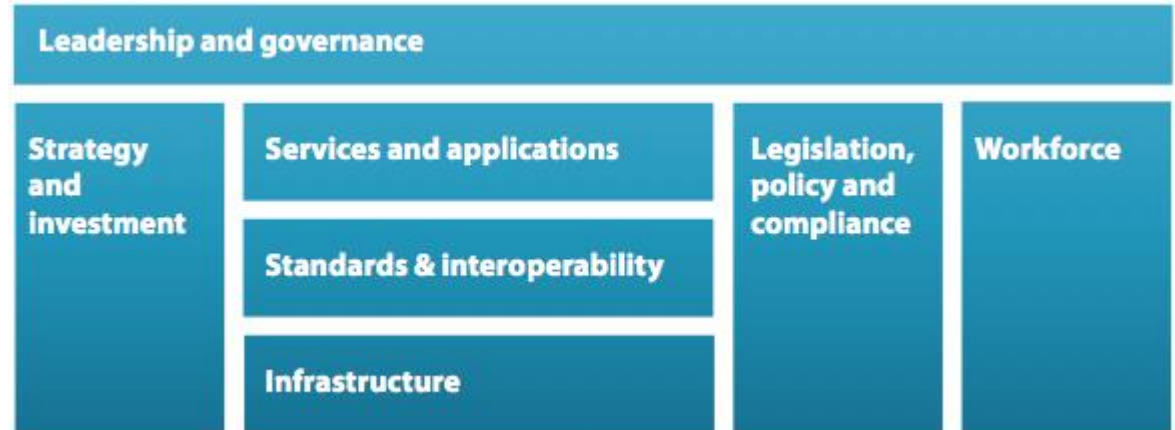 Leadership and governance
Strategy
and
investment
Services and applications
Standards & interoperability
Infrastructure
Legislation,
policy and
compliance
Workforce